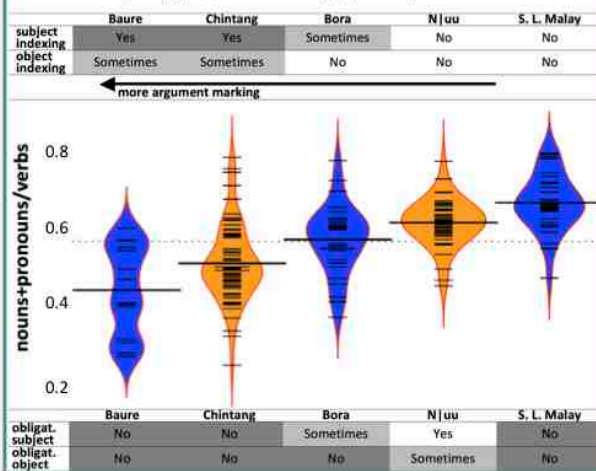 Baure Chintang Bora N|uu S. L. Malay
subject indexing Yes Yes Sometimes No No
object indexing Sometimes Sometimes No No No
more argument marking
nouns+pronouns/verbs
0.8
0.6
0.4
0.2
Baure Chintang Bora N|uu S. L. Malay
obligat. subject No No Sometimes Yes No
obligat. object No No No Sometimes No